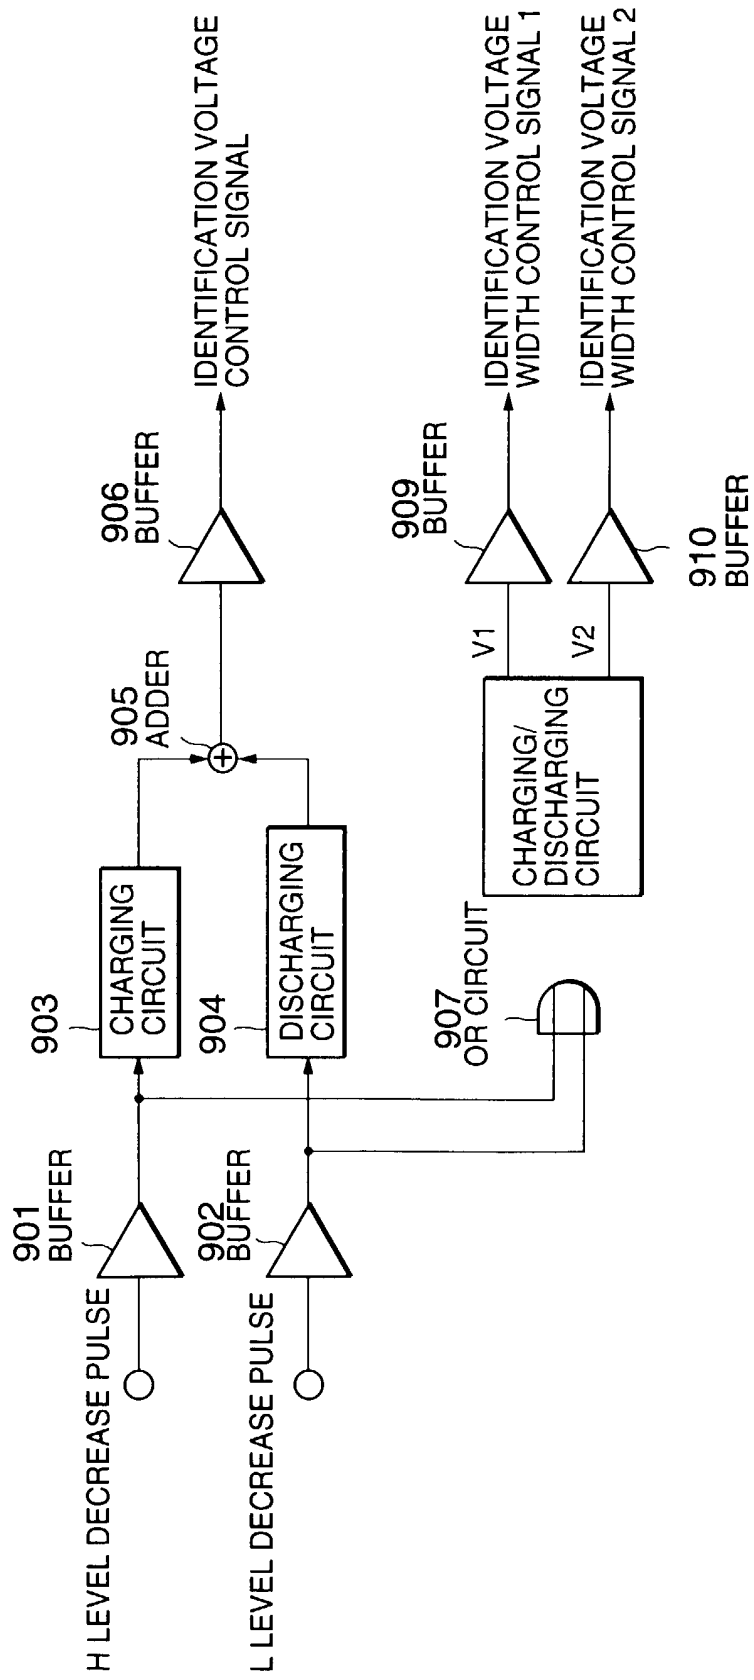 H LEVEL DECREASE PULSE
901
BUFFER
903
CHARGING
CIRCUIT
905
ADDER
906
BUFFER
IDENTIFICATION VOLTAGE
CONTROL SIGNAL
L LEVEL DECREASE PULSE
902
BUFFER
904
DISCHARGING
CIRCUIT
907
OR CIRCUIT
CHARGING/
DISCHARGING
CIRCUIT
V1
V2
909
BUFFER
IDENTIFICATION VOLTAGE
WIDTH CONTROL SIGNAL 1
910
BUFFER
IDENTIFICATION VOLTAGE
WIDTH CONTROL SIGNAL 2